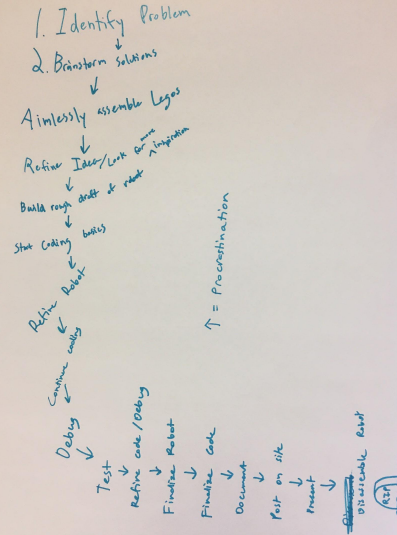 1. Identify Problem
2. Brainstorm Solutions
Aimlessly assemble Legos
Refine Idea/Look for more inspiration
Build rough draft of robot
Start Coding basics
Refine Robot
Continue coding
Debug
Test
Refine code/Debug
Finalize Robot
Finalize Code
Document
Post on site
Present
Disassemble Robot
RIP
↑ = Procrastination